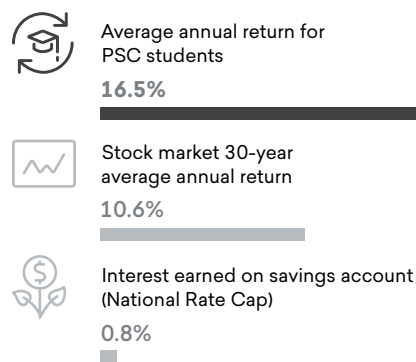 Average annual return for
PSC students
16.5%
Stock market 30-year
average annual return
10.6%
Interest earned on savings account
(National Rate Cap)
0.8%